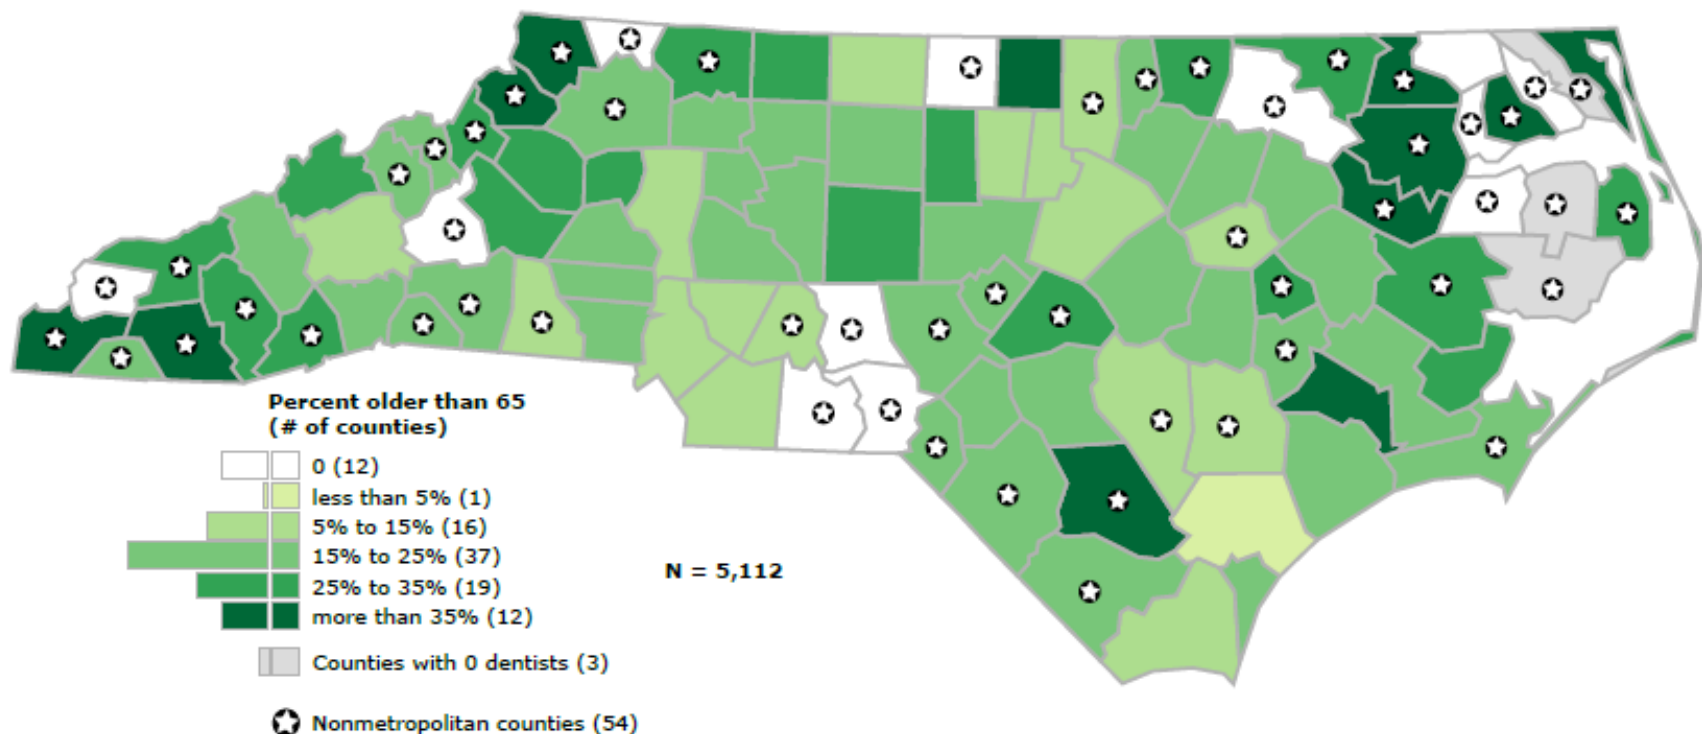 Percent older than 65
(# of counties)
0 (12)
less than 5% (1)
5% to 15% (16)
15% to 25% (37)
25% to 35% (19)
more than 35% (12)
N = 5,112
Counties with 0 dentists (3)
Nonmetropolitan counties (54)